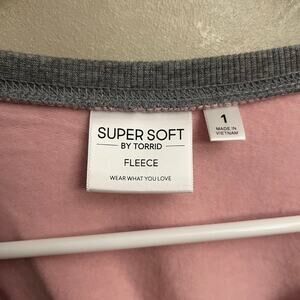 SUPER SOFT
BY TORRID
FLEECE
WEAR WHAT YOU LOVE
1
MADE IN
VIETNAM